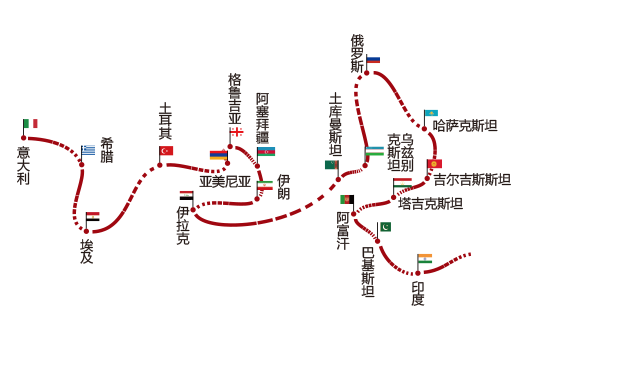 意大利
希腊
埃及
土耳其
格鲁吉亚
亚美尼亚
阿塞拜疆
伊朗
伊拉克
土库曼斯坦
俄罗斯
乌兹别克斯坦
哈萨克斯坦
吉尔吉斯斯坦
塔吉克斯坦
阿富汗
巴基斯坦
印度